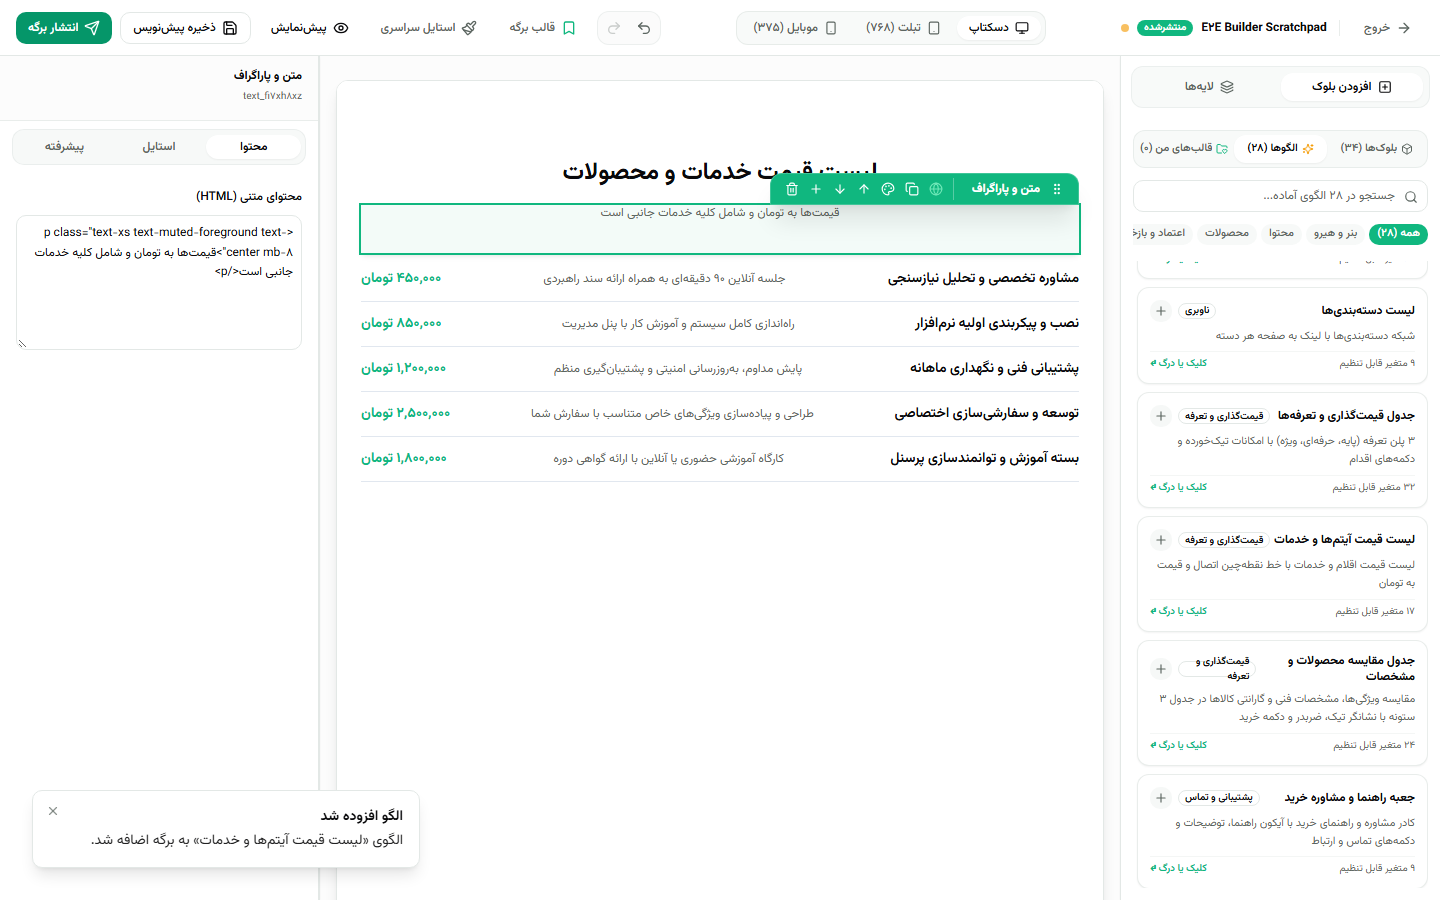 خروج
E۲E Builder Scratchpad
منتشرشده
دسکتاپ
تبلت (۷۶۸)
موبایل (۳۷۵)
قالب برگه
استایل سراسری
پیش‌نمایش
ذخیره پیش‌نویس
انتشار برگه
افزودن بلوک
لایه‌ها
بلوک‌ها (۳۴)
الگوها (۲۸)
قالب‌های من (۰)
جستجو در ۲۸ الگوی آماده...
همه (۲۸)
بنر و هیرو
محتوا
محصولات
اعتماد و بازخ
لیست دسته‌بندی‌ها
ناوبری
شبکه دسته‌بندی‌ها با لینک به صفحه هر دسته
۹ متغیر قابل تنظیم
کلیک یا درگ
جدول قیمت‌گذاری و تعرفه‌ها
قیمت‌گذاری و تعرفه
۳ پلن تعرفه (پایه، حرفه‌ای، ویژه) با امکانات تیک‌خورده و
دکمه‌های اقدام
۳۲ متغیر قابل تنظیم
کلیک یا درگ
لیست قیمت آیتم‌ها و خدمات
قیمت‌گذاری و تعرفه
لیست قیمت اقلام و خدمات با خط نقطه‌چین اتصال و قیمت
به تومان
۱۷ متغیر قابل تنظیم
کلیک یا درگ
جدول مقایسه محصولات و
مشخصات
قیمت‌گذاری و
تعرفه
مقایسه ویژگی‌ها، مشخصات فنی و گارانتی کالاها در جدول ۳
ستونه با نشانگر تیک، ضربدر و دکمه خرید
۲۴ متغیر قابل تنظیم
کلیک یا درگ
جعبه راهنما و مشاوره خرید
پشتیبانی و تماس
کادر مشاوره و راهنمای خرید با آیکون راهنما، توضیحات و
دکمه‌های تماس و ارتباط
۹ متغیر قابل تنظیم
کلیک یا درگ
لیست قیمت خدمات و محصولات
متن و پاراگراف
قیمت‌ها به تومان و شامل کلیه خدمات جانبی است
مشاوره تخصصی و تحلیل نیازسنجی
جلسه آنلاین ۹۰ دقیقه‌ای به همراه ارائه سند راهبردی
۴۵۰,۰۰۰ تومان
نصب و پیکربندی اولیه نرم‌افزار
راه‌اندازی کامل سیستم و آموزش کار با پنل مدیریت
۸۵۰,۰۰۰ تومان
پشتیبانی فنی و نگهداری ماهانه
پایش مداوم، به‌روزرسانی امنیتی و پشتیبان‌گیری منظم
۱,۲۰۰,۰۰۰ تومان
توسعه و سفارشی‌سازی اختصاصی
طراحی و پیاده‌سازی ویژگی‌های خاص متناسب با سفارش شما
۲,۵۰۰,۰۰۰ تومان
بسته آموزش و توانمندسازی پرسنل
کارگاه آموزشی حضوری یا آنلاین با ارائه گواهی دوره
۱,۸۰۰,۰۰۰ تومان
متن و پاراگراف
text_fi۷xh۸xz
محتوا
استایل
پیشرفته
محتوای متنی (HTML)
<p class="text-xs text-muted-foreground text-
center mb-۸">قیمت‌ها به تومان و شامل کلیه خدمات
جانبی است</p>
الگو افزوده شد
الگوی «لیست قیمت آیتم‌ها و خدمات» به برگه اضافه شد.